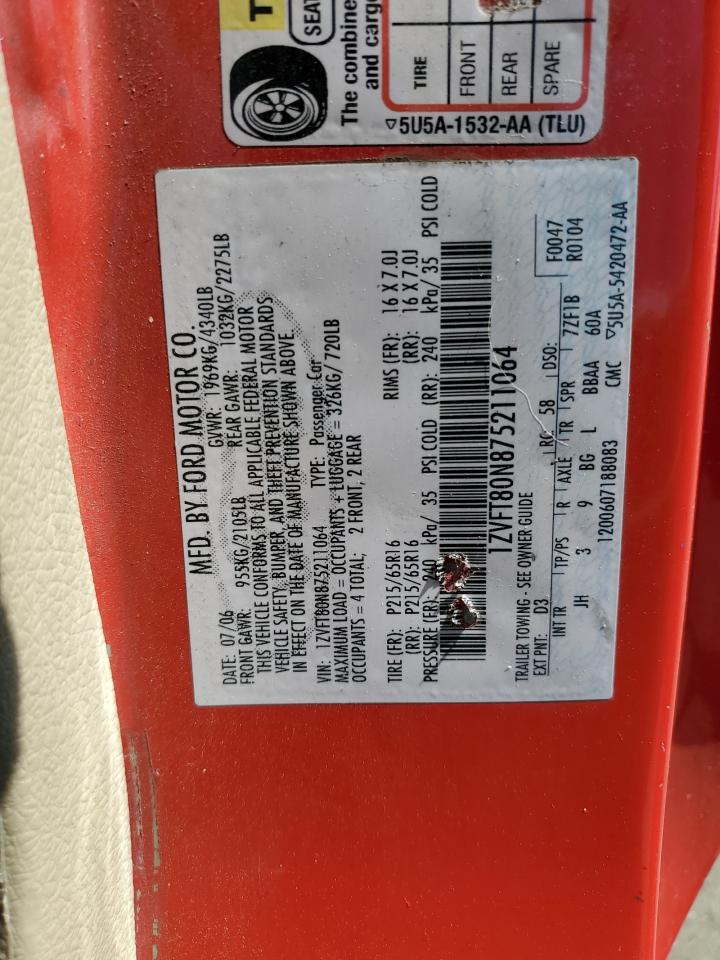 T
SEAT
The combine
and cargo
TIRE
FRONT
REAR
SPARE
▽5U5A-1532-AA (TLU)
MFD. BY FORD MOTOR CO.
DATE: 07/06 GVWR: 1969KG/4340LB
FRONT GAWR: 955KG/2105LB REAR GAWR: 1032KG/2275LB
THIS VEHICLE CONFORMS TO ALL APPLICABLE FEDERAL MOTOR
VEHICLE SAFETY, BUMPER, AND THEFT PREVENTION STANDARDS
IN EFFECT ON THE DATE OF MANUFACTURE SHOWN ABOVE.
VIN: 1ZVFT80N875211064 TYPE: Passenger Car
MAXIMUM LOAD = OCCUPANTS + LUGGAGE = 326KG/ 720LB
OCCUPANTS = 4 TOTAL; 2 FRONT, 2 REAR
TIRE (FR): P215/65R16 RIMS (FR): 16 X 7.0J
(RR): P215/65R16 (RR): 16 X 7.0J
PRESSURE (FR): kPa/ 35 PSI COLD (RR): 240 kPa/ 35 PSI COLD
1ZVFT80N875211064
TRAILER TOWING - SEE OWNER GUIDE
EXT PNT: D3 RC: 58 DSO: F0047
INT TR TP/PS R AXLE TR SPR 7ZF1B R0104
JH 3 9 BG L BBAA 60A
1200607188083 CMC ▽5U5A-5420472-AA